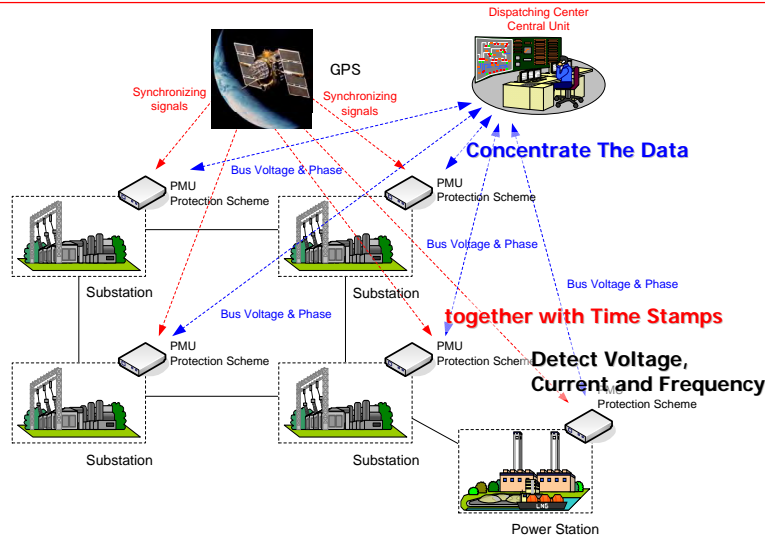 Dispatching Center
Central Unit
GPS
Synchronizing
signals
Synchronizing
signals
Concentrate The Data
Bus Voltage & Phase
PMU
Protection Scheme
PMU
Protection Scheme
Bus Voltage & Phase
Bus Voltage & Phase
Substation
Substation
Bus Voltage & Phase
together with Time Stamps
PMU
Protection Scheme
PMU
Protection Scheme
Detect Voltage,
Current and Frequency
PMU
Protection Scheme
Substation
Substation
LNG
Power Station